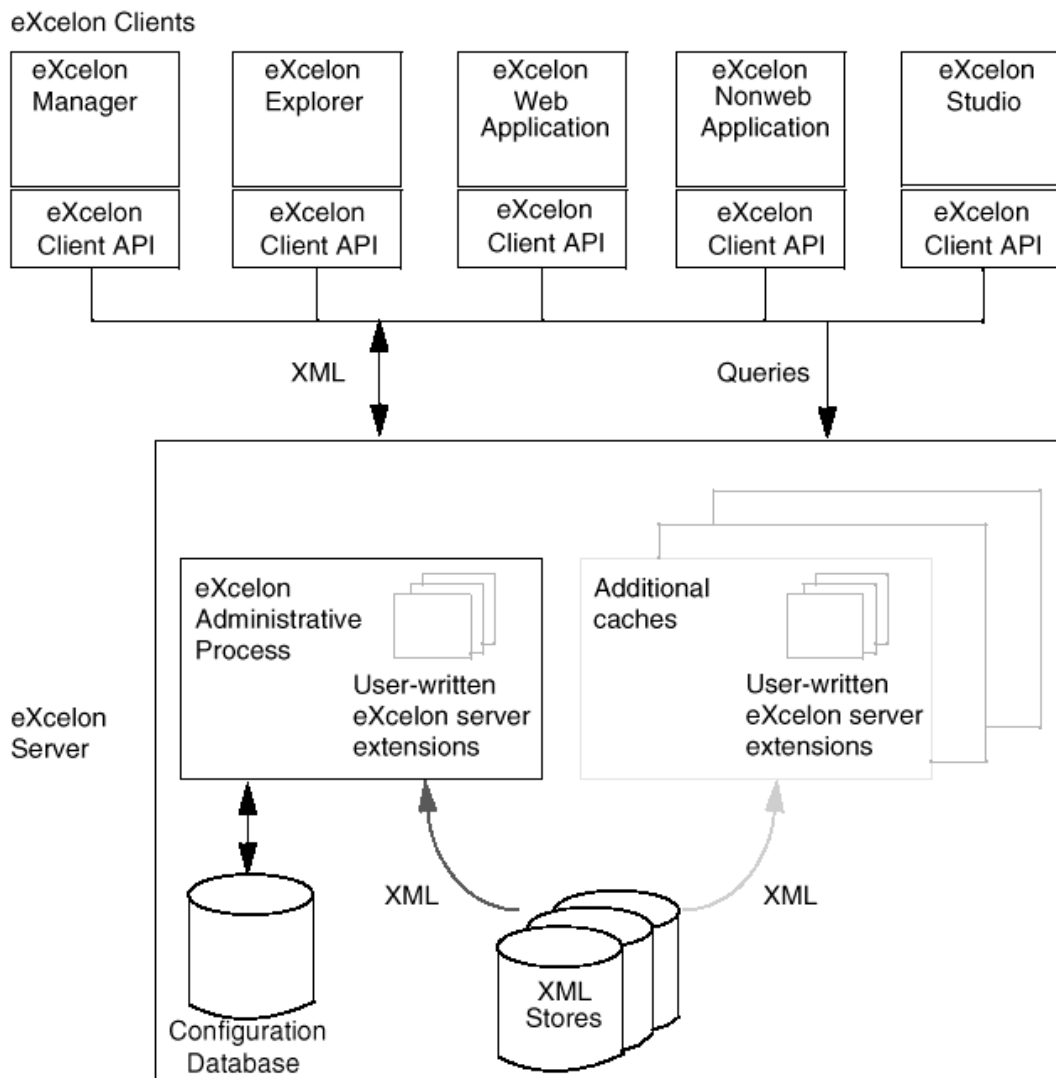 eXcelon Clients
eXcelon
Manager
eXcelon
Explorer
eXcelon
Web
Application
eXcelon
Nonweb
Application
eXcelon
Studio
eXcelon
Client API
eXcelon
Client API
eXcelon
Client API
eXcelon
Client API
eXcelon
Client API
XML
Queries
eXcelon
Server
eXcelon
Administrative
Process
User-written
eXcelon server
extensions
Additional
caches
User-written
eXcelon server
extensions
XML
XML
XML
Stores
Configuration
Database